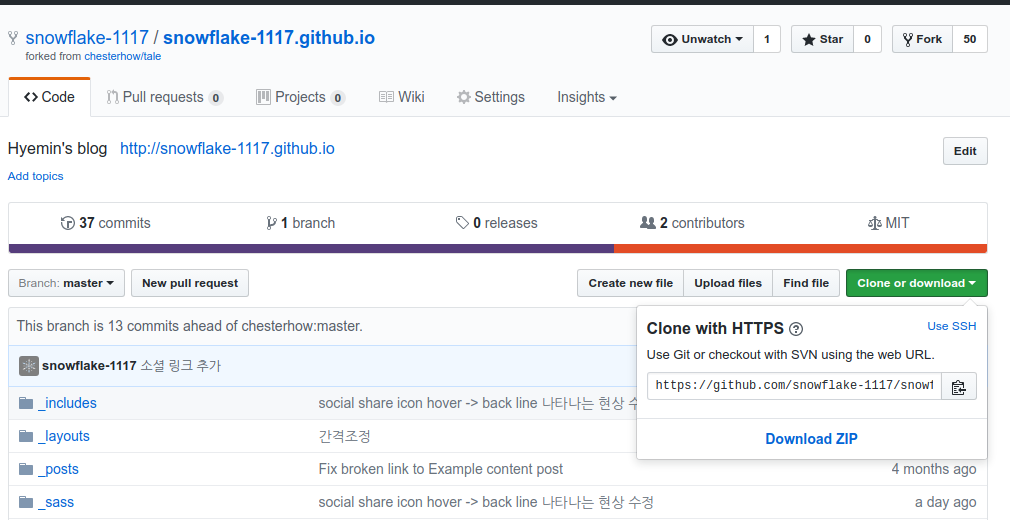 snowflake-1117 / snowflake-1117.github.io
forked from chesterhow/tale
Unwatch 1 Star 0 Fork 50
Code Pull requests 0 Projects 0 Wiki Settings Insights
Hyemin's blog http://snowflake-1117.github.io
Edit
Add topics
37 commits 1 branch 0 releases 2 contributors MIT
Branch: master New pull request Create new file Upload files Find file Clone or download
This branch is 13 commits ahead of chesterhow:master.
snowflake-1117 소셜 링크 추가
Clone with HTTPS ?
Use SSH
Use Git or checkout with SVN using the web URL.
https://github.com/snowflake-1117/snowf
Download ZIP
_includes social share icon hover -> back line 나타나는 현상 수
_layouts 간격조정
_posts Fix broken link to Example content post 4 months ago
_sass social share icon hover -> back line 나타나는 현상 수정 a day ago